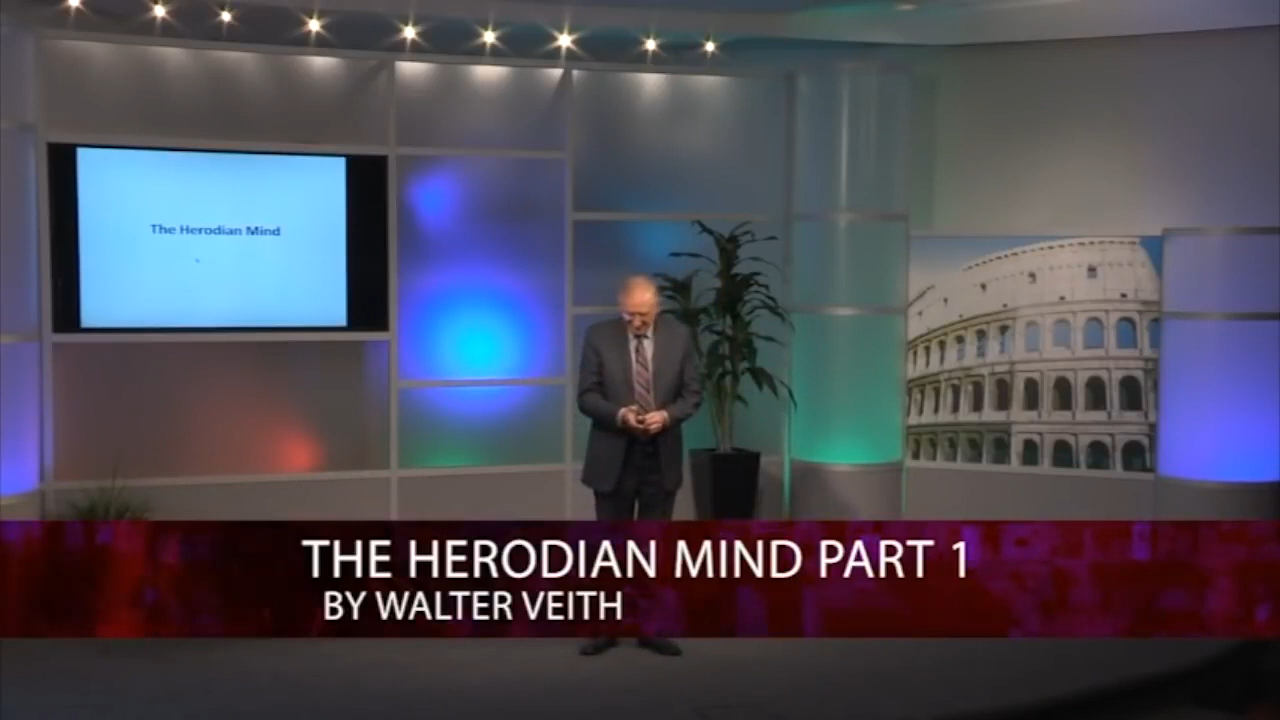 The Herodian Mind
THE HERODIAN MIND PART 1
BY WALTER VEITH